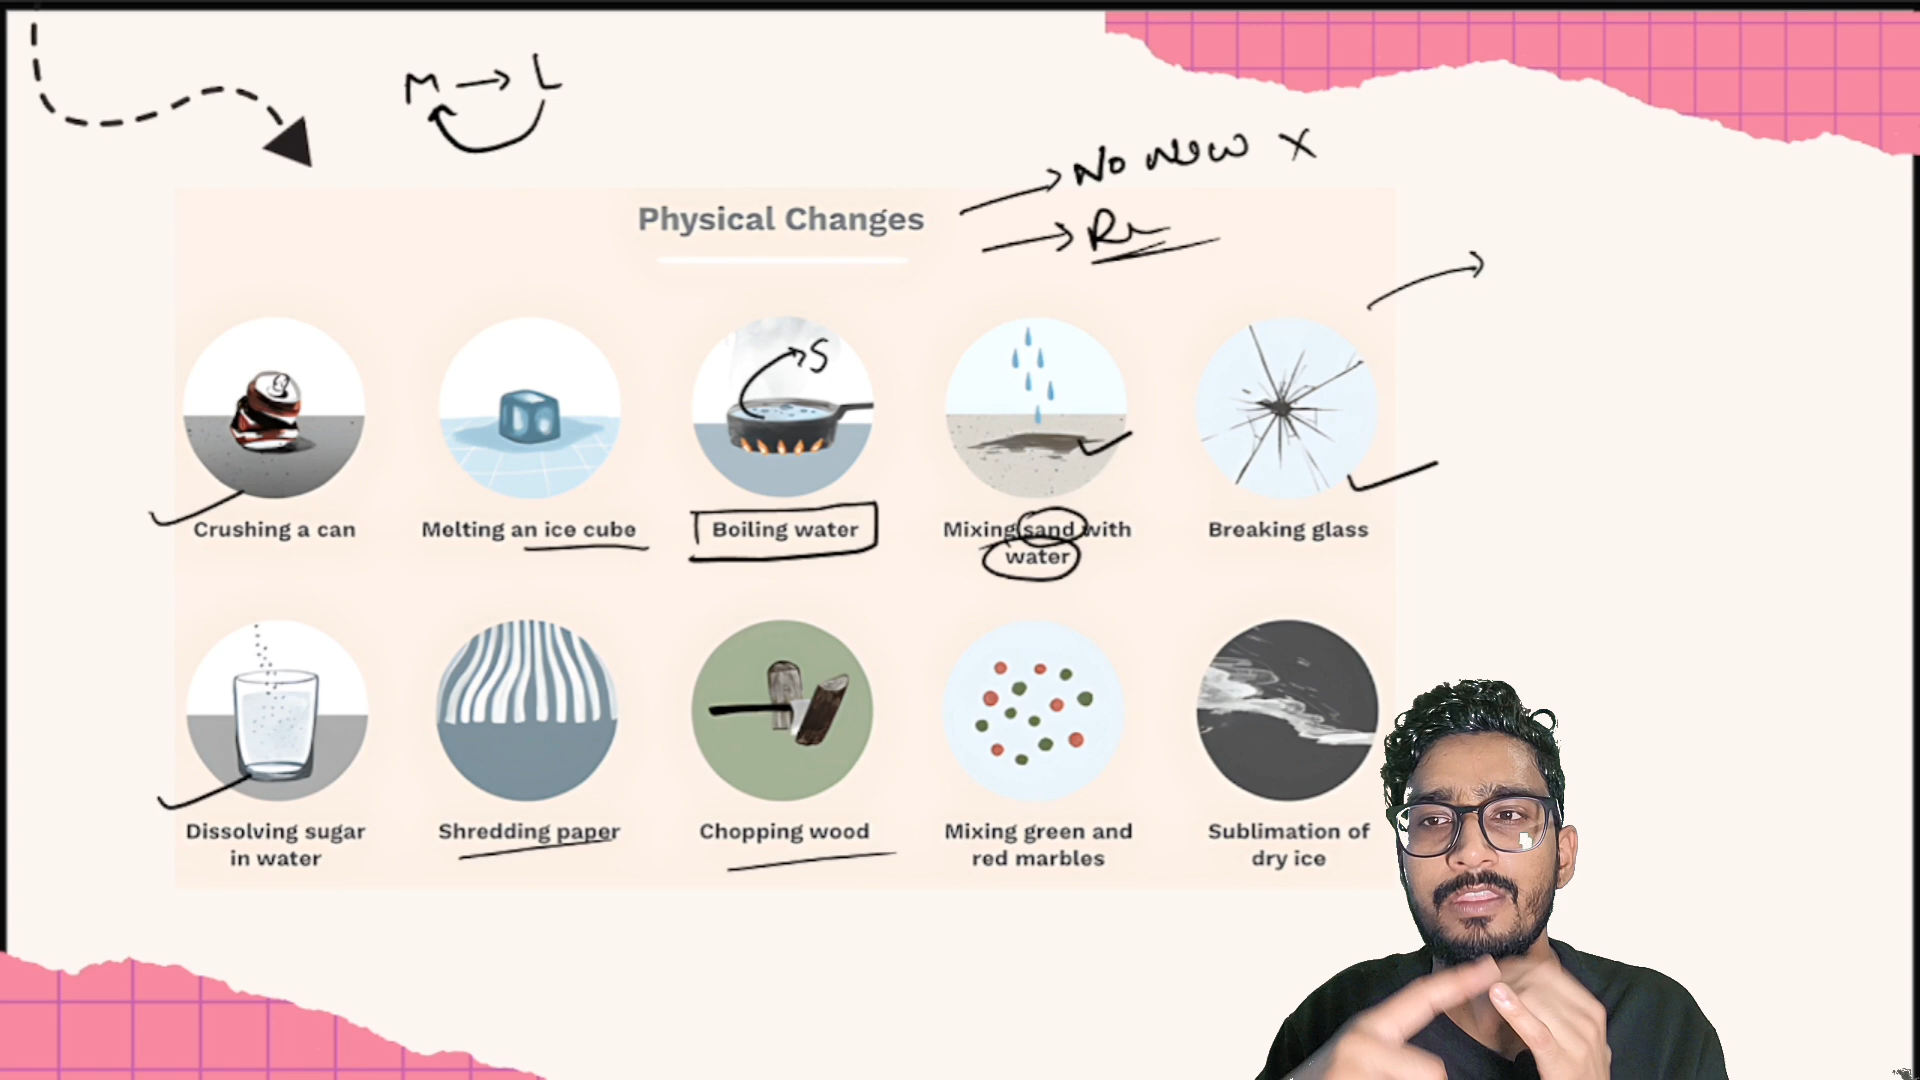 M → L
No New X
Physical Changes
Re
S
Crushing a can
Melting an ice cube
Boiling water
Mixing sand with
water
Breaking glass
Dissolving sugar
in water
Shredding paper
Chopping wood
Mixing green and
red marbles
Sublimation of
dry ice